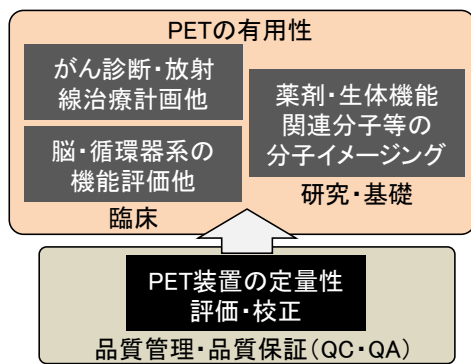 PETの有用性
がん診断・放射
線治療計画他
脳・循環器系の
機能評価他
臨床
薬剤・生体機能
関連分子等の
分子イメージング
研究・基礎
PET装置の定量性
評価・校正
品質管理・品質保証(QC・QA)